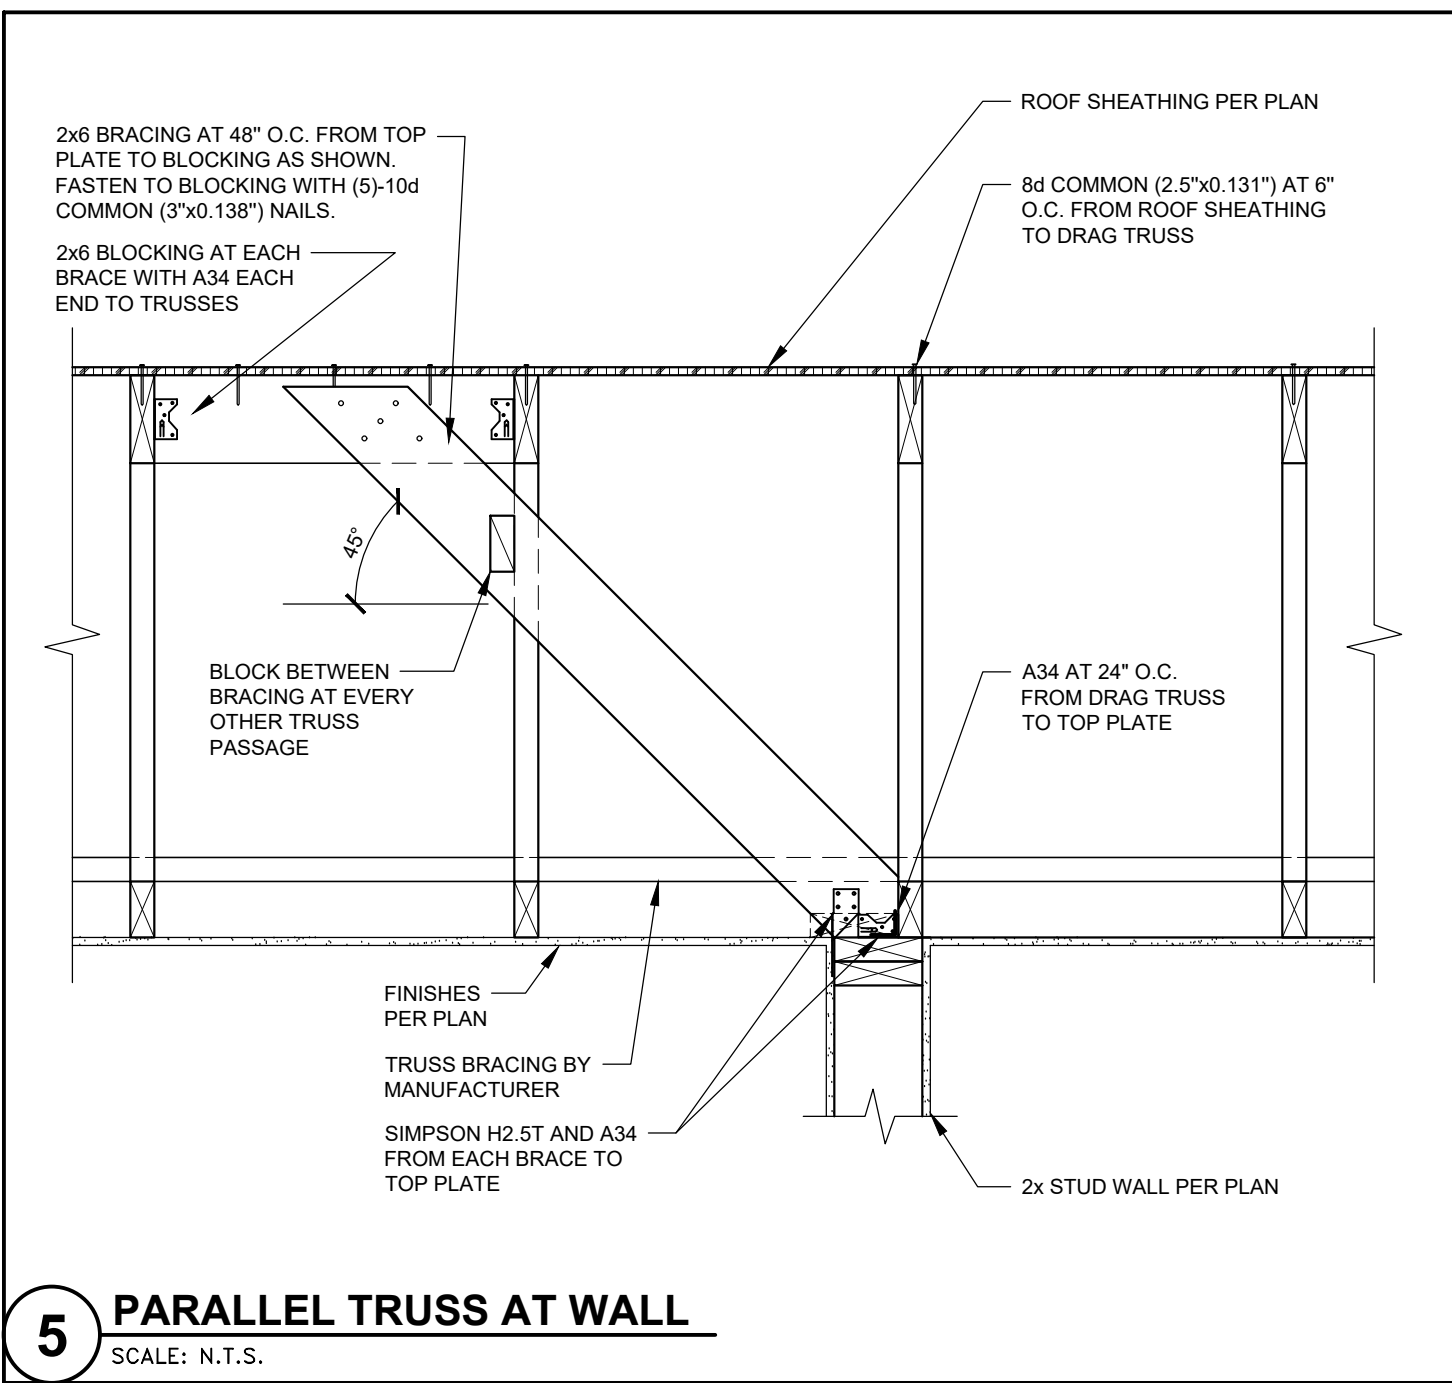 2x6 BRACING AT 48" O.C. FROM TOP
PLATE TO BLOCKING AS SHOWN.
FASTEN TO BLOCKING WITH (5)-10d
COMMON (3"x0.138") NAILS.
2x6 BLOCKING AT EACH
BRACE WITH A34 EACH
END TO TRUSSES
ROOF SHEATHING PER PLAN
8d COMMON (2.5"x0.131") AT 6"
O.C. FROM ROOF SHEATHING
TO DRAG TRUSS
45°
BLOCK BETWEEN
BRACING AT EVERY
OTHER TRUSS
PASSAGE
A34 AT 24" O.C.
FROM DRAG TRUSS
TO TOP PLATE
FINISHES
PER PLAN
TRUSS BRACING BY
MANUFACTURER
SIMPSON H2.5T AND A34
FROM EACH BRACE TO
TOP PLATE
2x STUD WALL PER PLAN
5
PARALLEL TRUSS AT WALL
SCALE: N.T.S.